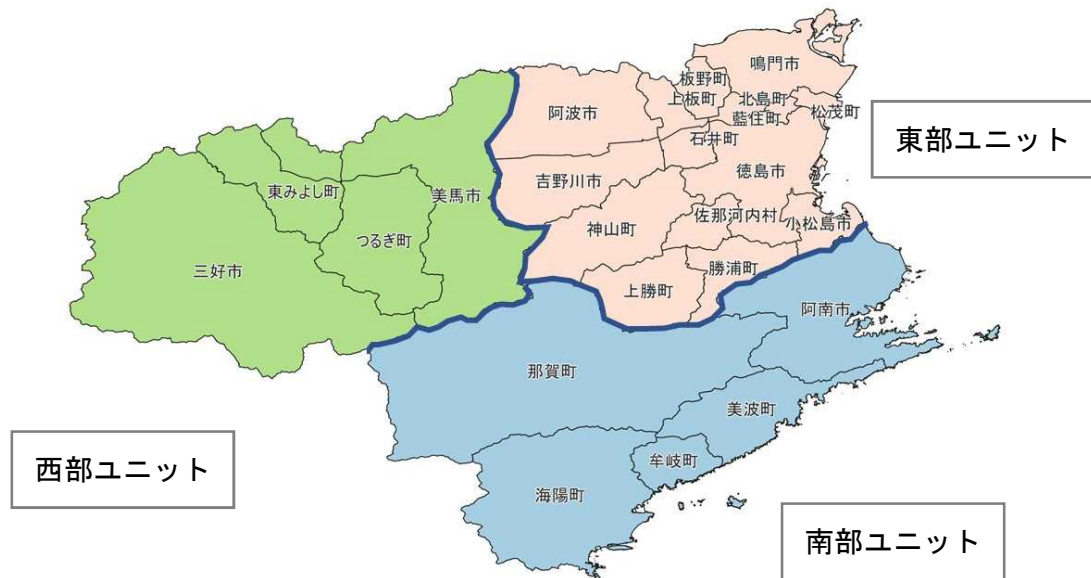 鳴門市
板野町
上板町
北島町
松茂町
藍住町
阿波市
石井町
東部ユニット
徳島市
吉野川市
東みよし町
美馬市
佐那河内村
小松島市
神山町
つるぎ町
勝浦町
三好市
上勝町
阿南市
那賀町
美波町
西部ユニット
牟岐町
海陽町
南部ユニット